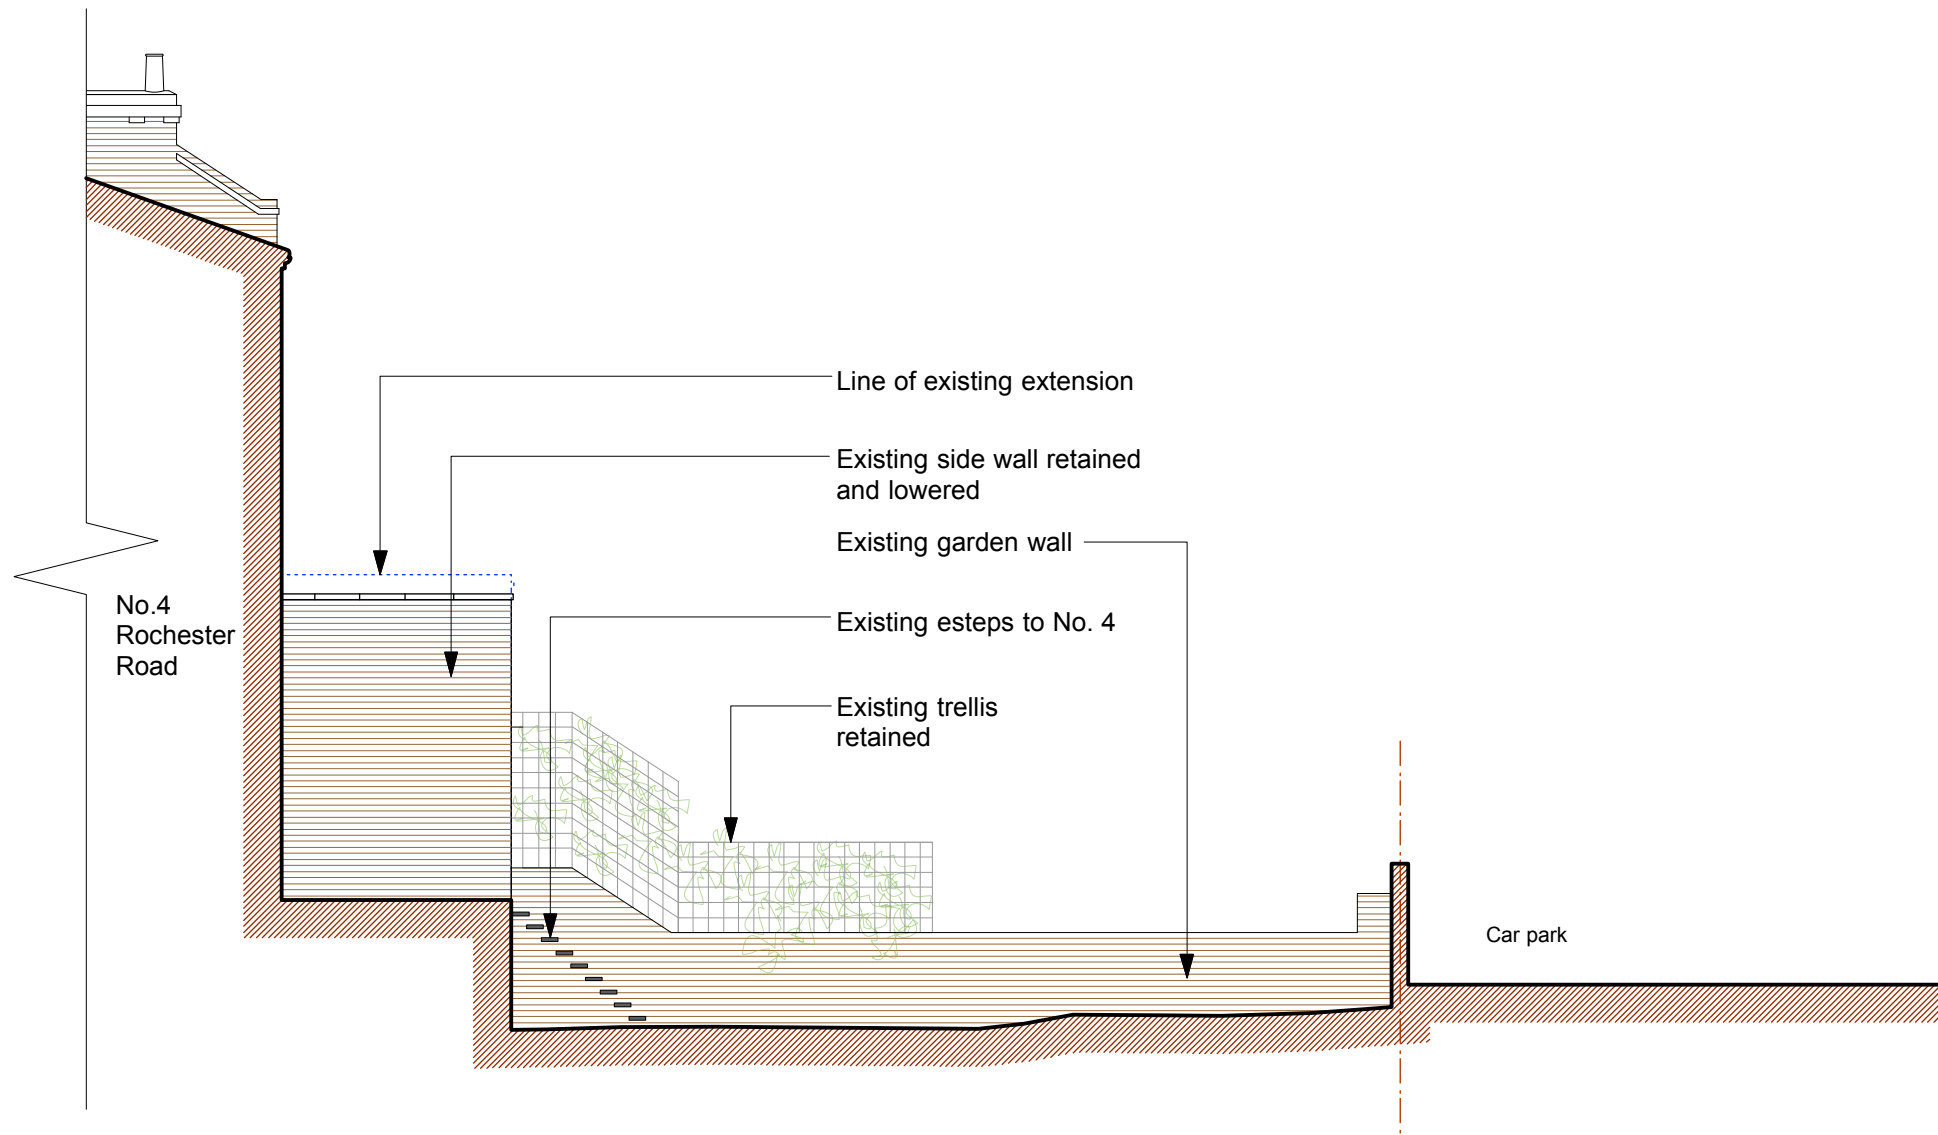 Line of existing extension
Existing side wall retained
and lowered
Existing garden wall
No.4
Rochester
Road
Existing esteps to No. 4
Existing trellis
retained
Car park